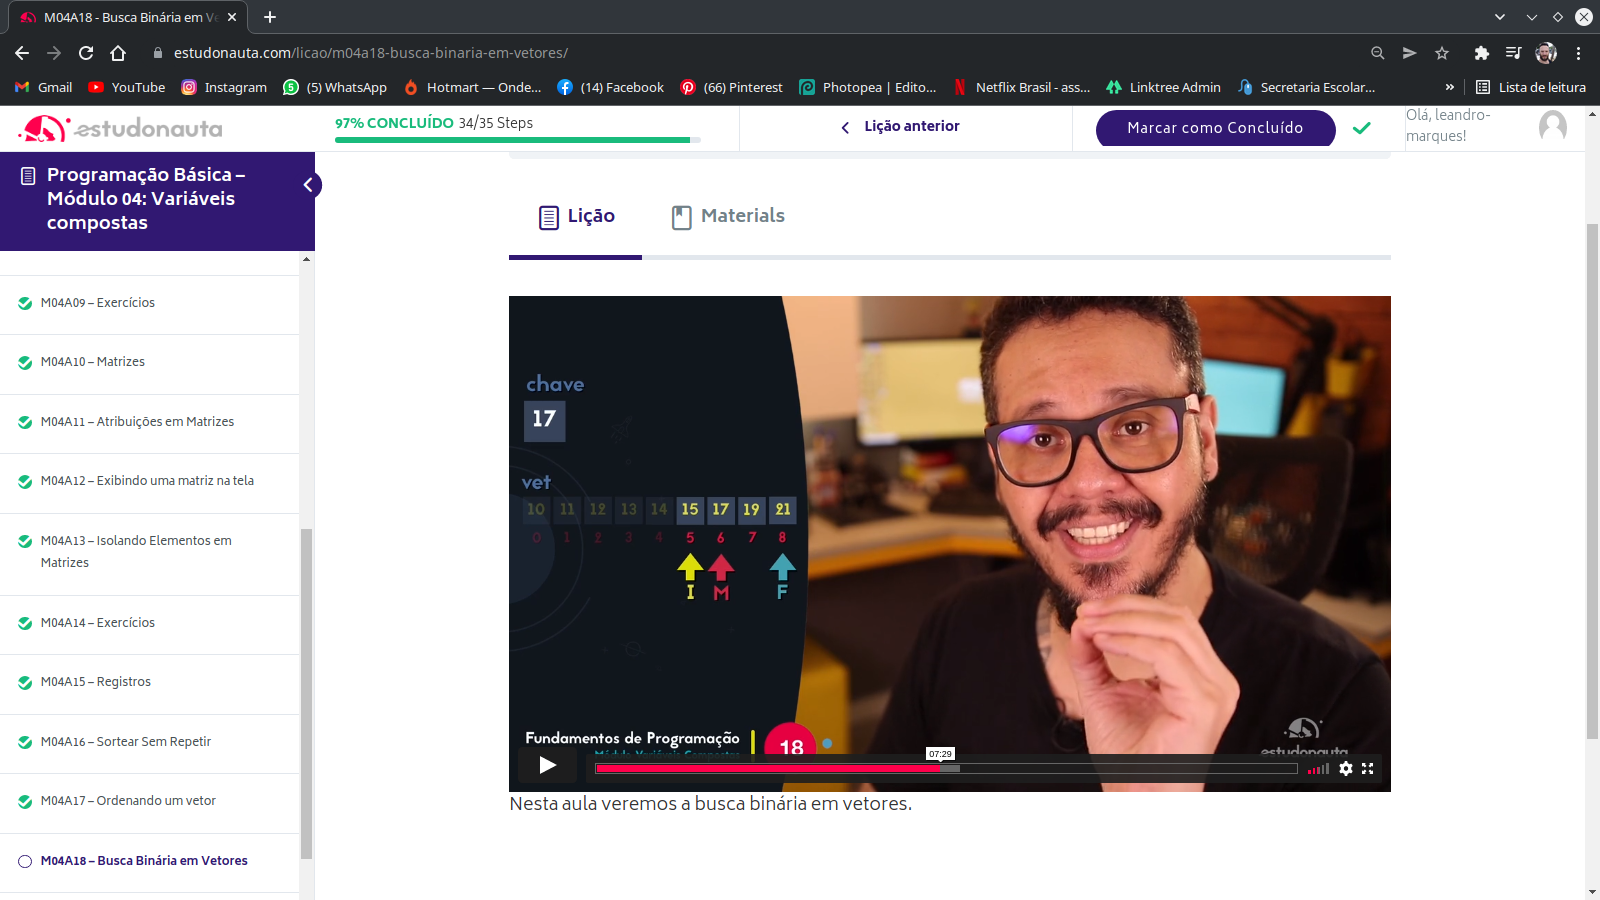 M04A18 - Busca Binária em Ve
estudonauta.com/licao/m04a18-busca-binaria-em-vetores/
Gmail
YouTube
Instagram
5
(5) WhatsApp
Hotmart — Onde...
(14) Facebook
(66) Pinterest
Photopea | Edito...
Netflix Brasil - ass...
Linktree Admin
Secretaria Escolar...
»
Lista de leitura
estudonauta
97% CONCLUÍDO 34/35 Steps
Lição anterior
Marcar como Concluído
Olá, leandro-
marques!
Programação Básica –
Módulo 04: Variáveis
compostas
M04A09 – Exercícios
M04A10 – Matrizes
M04A11 – Atribuições em Matrizes
M04A12 – Exibindo uma matriz na tela
M04A13 – Isolando Elementos em
Matrizes
M04A14 – Exercícios
M04A15 – Registros
M04A16 – Sortear Sem Repetir
M04A17 – Ordenando um vetor
M04A18 – Busca Binária em Vetores
Lição
Materials
chave
17
vet
10 11 12 13 14 15 17 19 21
0 1 2 3 4 5 6 7 8
I M F
Fundamentos de Programação
Módulo Variáveis Compostas
18
estudonauta
07:29
Nesta aula veremos a busca binária em vetores.